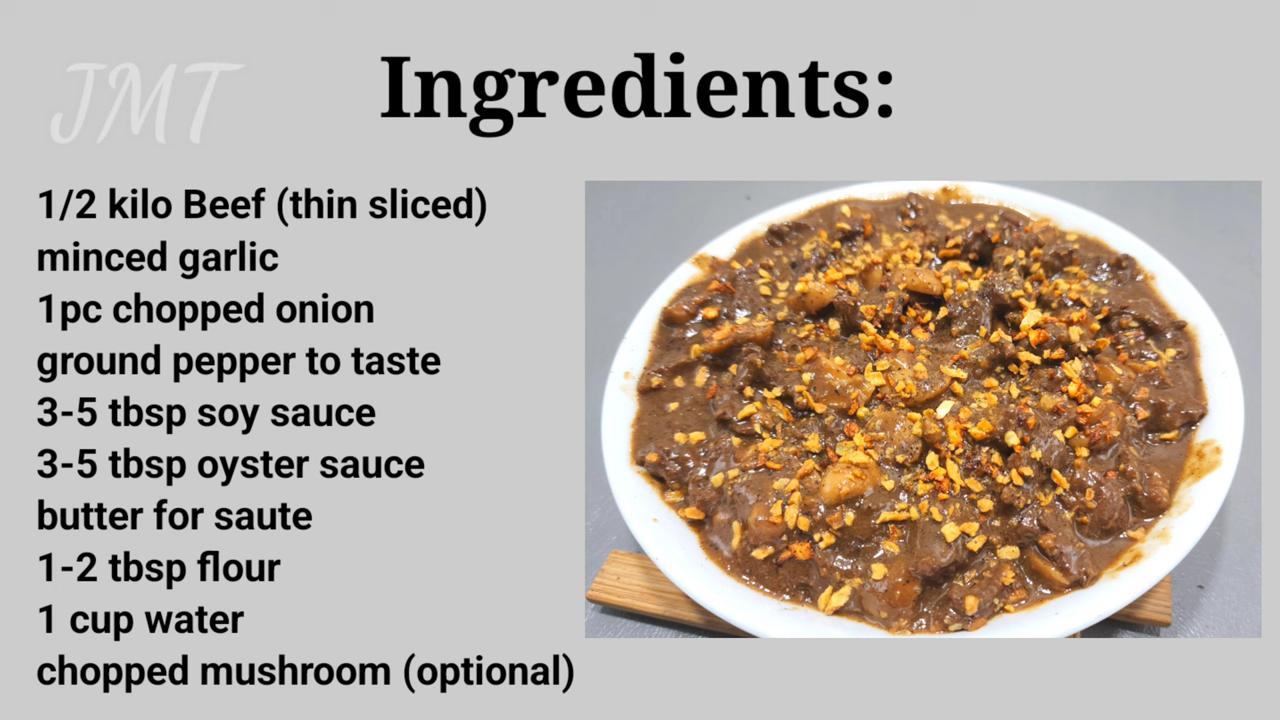 JMT
Ingredients:
1/2 kilo Beef (thin sliced)
minced garlic
1pc chopped onion
ground pepper to taste
3-5 tbsp soy sauce
3-5 tbsp oyster sauce
butter for saute
1-2 tbsp flour
1 cup water
chopped mushroom (optional)